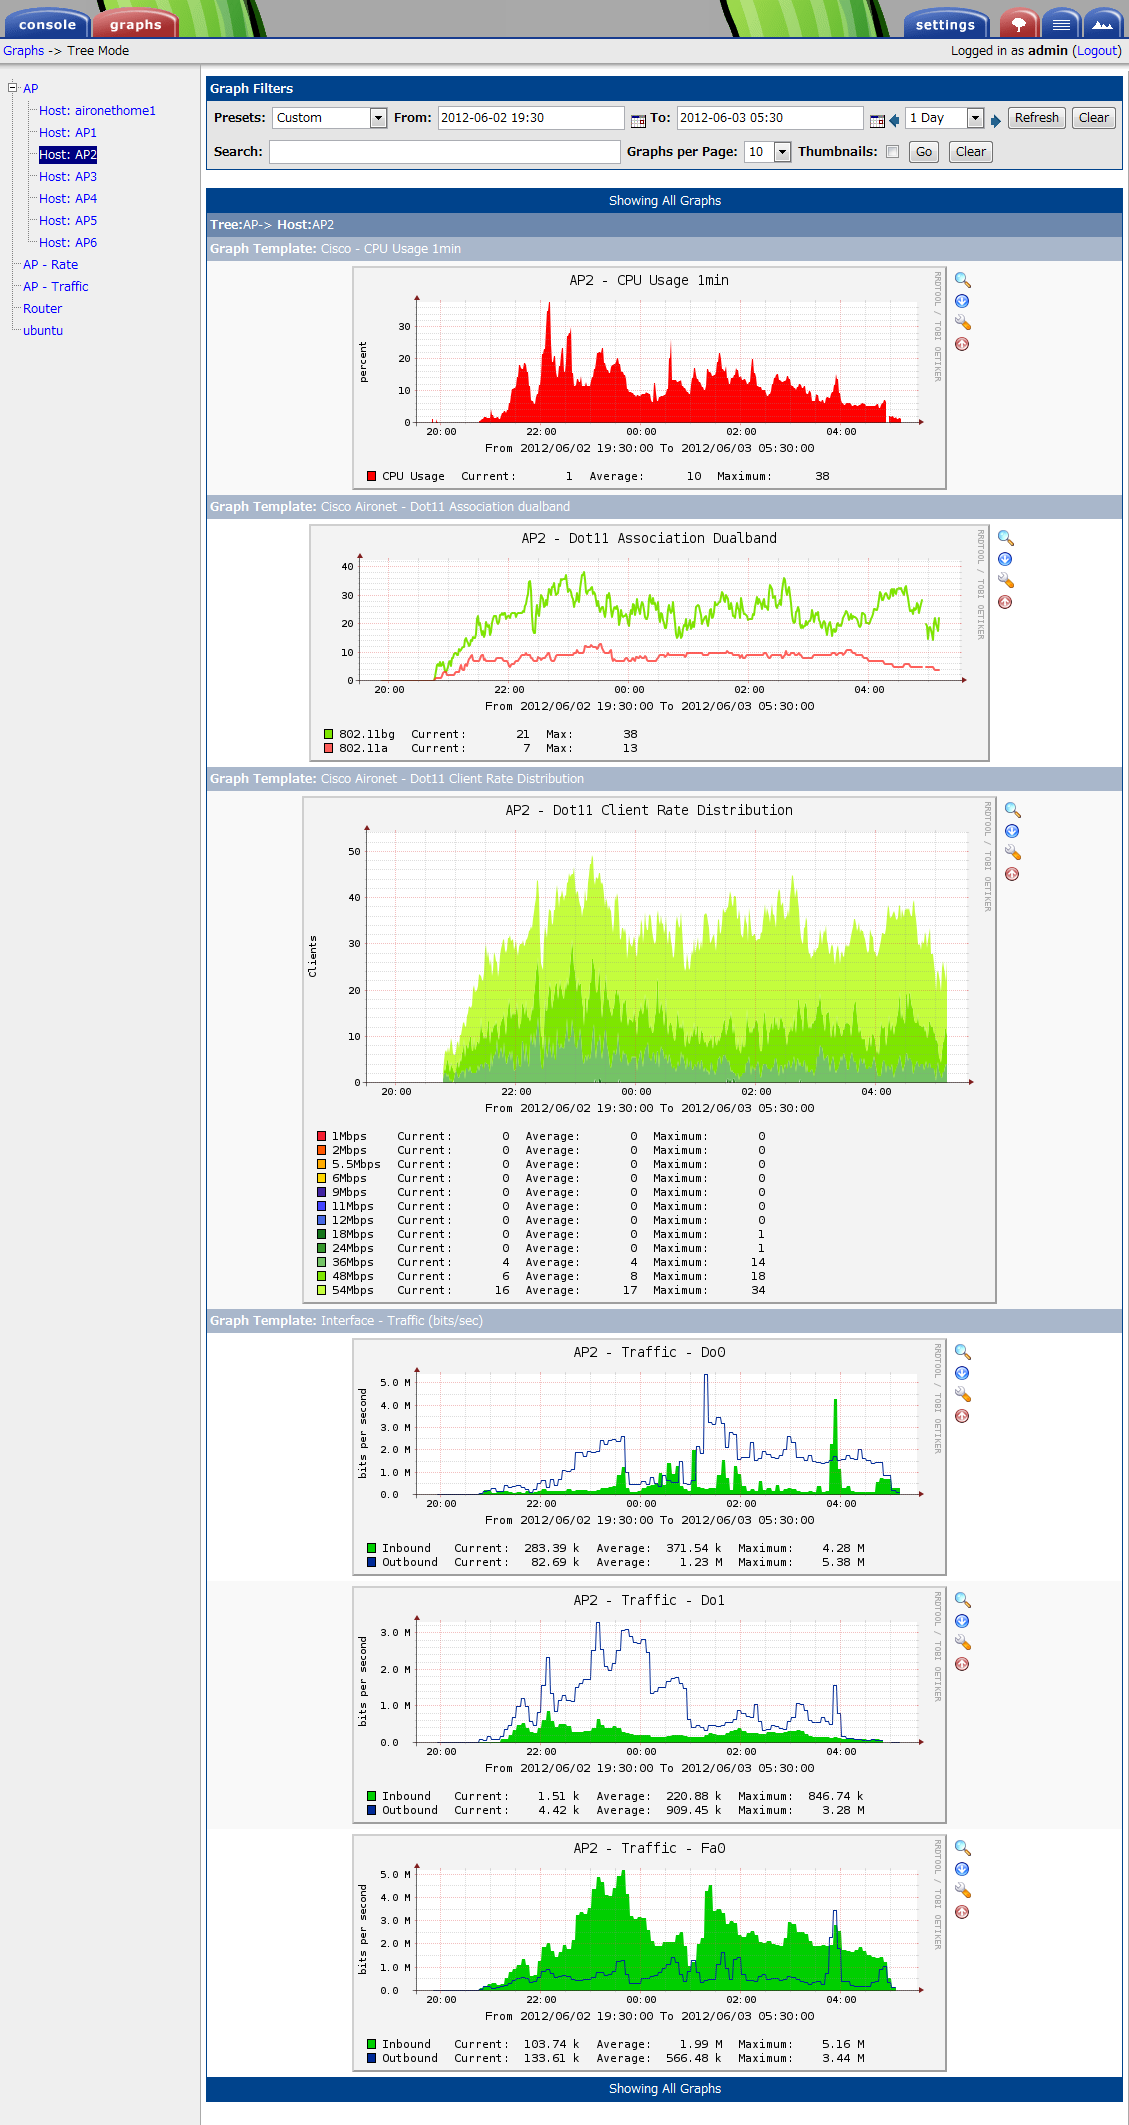 console graphs settings
Graphs -> Tree Mode Logged in as admin (Logout)
AP
Host: aironethome1
Host: AP1
Host: AP2
Host: AP3
Host: AP4
Host: AP5
Host: AP6
AP - Rate
AP - Traffic
Router
ubuntu
Graph Filters
Presets: Custom From: 2012-06-02 19:30 To: 2012-06-03 05:30 1 Day Refresh Clear
Search: Graphs per Page: 10 Thumbnails: Go Clear
Showing All Graphs
Tree:AP-> Host:AP2
Graph Template: Cisco - CPU Usage 1min
AP2 - CPU Usage 1min
RRDTOOL / TOBI OETIKER
percent
30
20
10
0
20:00 22:00 00:00 02:00 04:00
From 2012/06/02 19:30:00 To 2012/06/03 05:30:00
CPU Usage Current: 1 Average: 10 Maximum: 38
Graph Template: Cisco Aironet - Dot11 Association dualband
AP2 - Dot11 Association Dualband
RRDTOOL / TOBI OETIKER
40
30
20
10
0
20:00 22:00 00:00 02:00 04:00
From 2012/06/02 19:30:00 To 2012/06/03 05:30:00
802.11bg Current: 21 Max: 38
802.11a Current: 7 Max: 13
Graph Template: Cisco Aironet - Dot11 Client Rate Distribution
AP2 - Dot11 Client Rate Distribution
RRDTOOL / TOBI OETIKER
Clients
50
40
30
20
10
0
20:00 22:00 00:00 02:00 04:00
From 2012/06/02 19:30:00 To 2012/06/03 05:30:00
1Mbps Current: 0 Average: 0 Maximum: 0
2Mbps Current: 0 Average: 0 Maximum: 0
5.5Mbps Current: 0 Average: 0 Maximum: 0
6Mbps Current: 0 Average: 0 Maximum: 0
9Mbps Current: 0 Average: 0 Maximum: 0
11Mbps Current: 0 Average: 0 Maximum: 0
12Mbps Current: 0 Average: 0 Maximum: 0
18Mbps Current: 0 Average: 0 Maximum: 1
24Mbps Current: 0 Average: 0 Maximum: 1
36Mbps Current: 4 Average: 4 Maximum: 14
48Mbps Current: 6 Average: 8 Maximum: 18
54Mbps Current: 16 Average: 17 Maximum: 34
Graph Template: Interface - Traffic (bits/sec)
AP2 - Traffic - Do0
RRDTOOL / TOBI OETIKER
bits per second
5.0 M
4.0 M
3.0 M
2.0 M
1.0 M
0.0
20:00 22:00 00:00 02:00 04:00
From 2012/06/02 19:30:00 To 2012/06/03 05:30:00
Inbound Current: 283.39 k Average: 371.54 k Maximum: 4.28 M
Outbound Current: 82.69 k Average: 1.23 M Maximum: 5.38 M
AP2 - Traffic - Do1
RRDTOOL / TOBI OETIKER
bits per second
3.0 M
2.0 M
1.0 M
0.0
20:00 22:00 00:00 02:00 04:00
From 2012/06/02 19:30:00 To 2012/06/03 05:30:00
Inbound Current: 1.51 k Average: 220.88 k Maximum: 846.74 k
Outbound Current: 4.42 k Average: 909.45 k Maximum: 3.28 M
AP2 - Traffic - Fa0
RRDTOOL / TOBI OETIKER
bits per second
5.0 M
4.0 M
3.0 M
2.0 M
1.0 M
0.0
20:00 22:00 00:00 02:00 04:00
From 2012/06/02 19:30:00 To 2012/06/03 05:30:00
Inbound Current: 103.74 k Average: 1.99 M Maximum: 5.16 M
Outbound Current: 133.61 k Average: 566.48 k Maximum: 3.44 M
Showing All Graphs